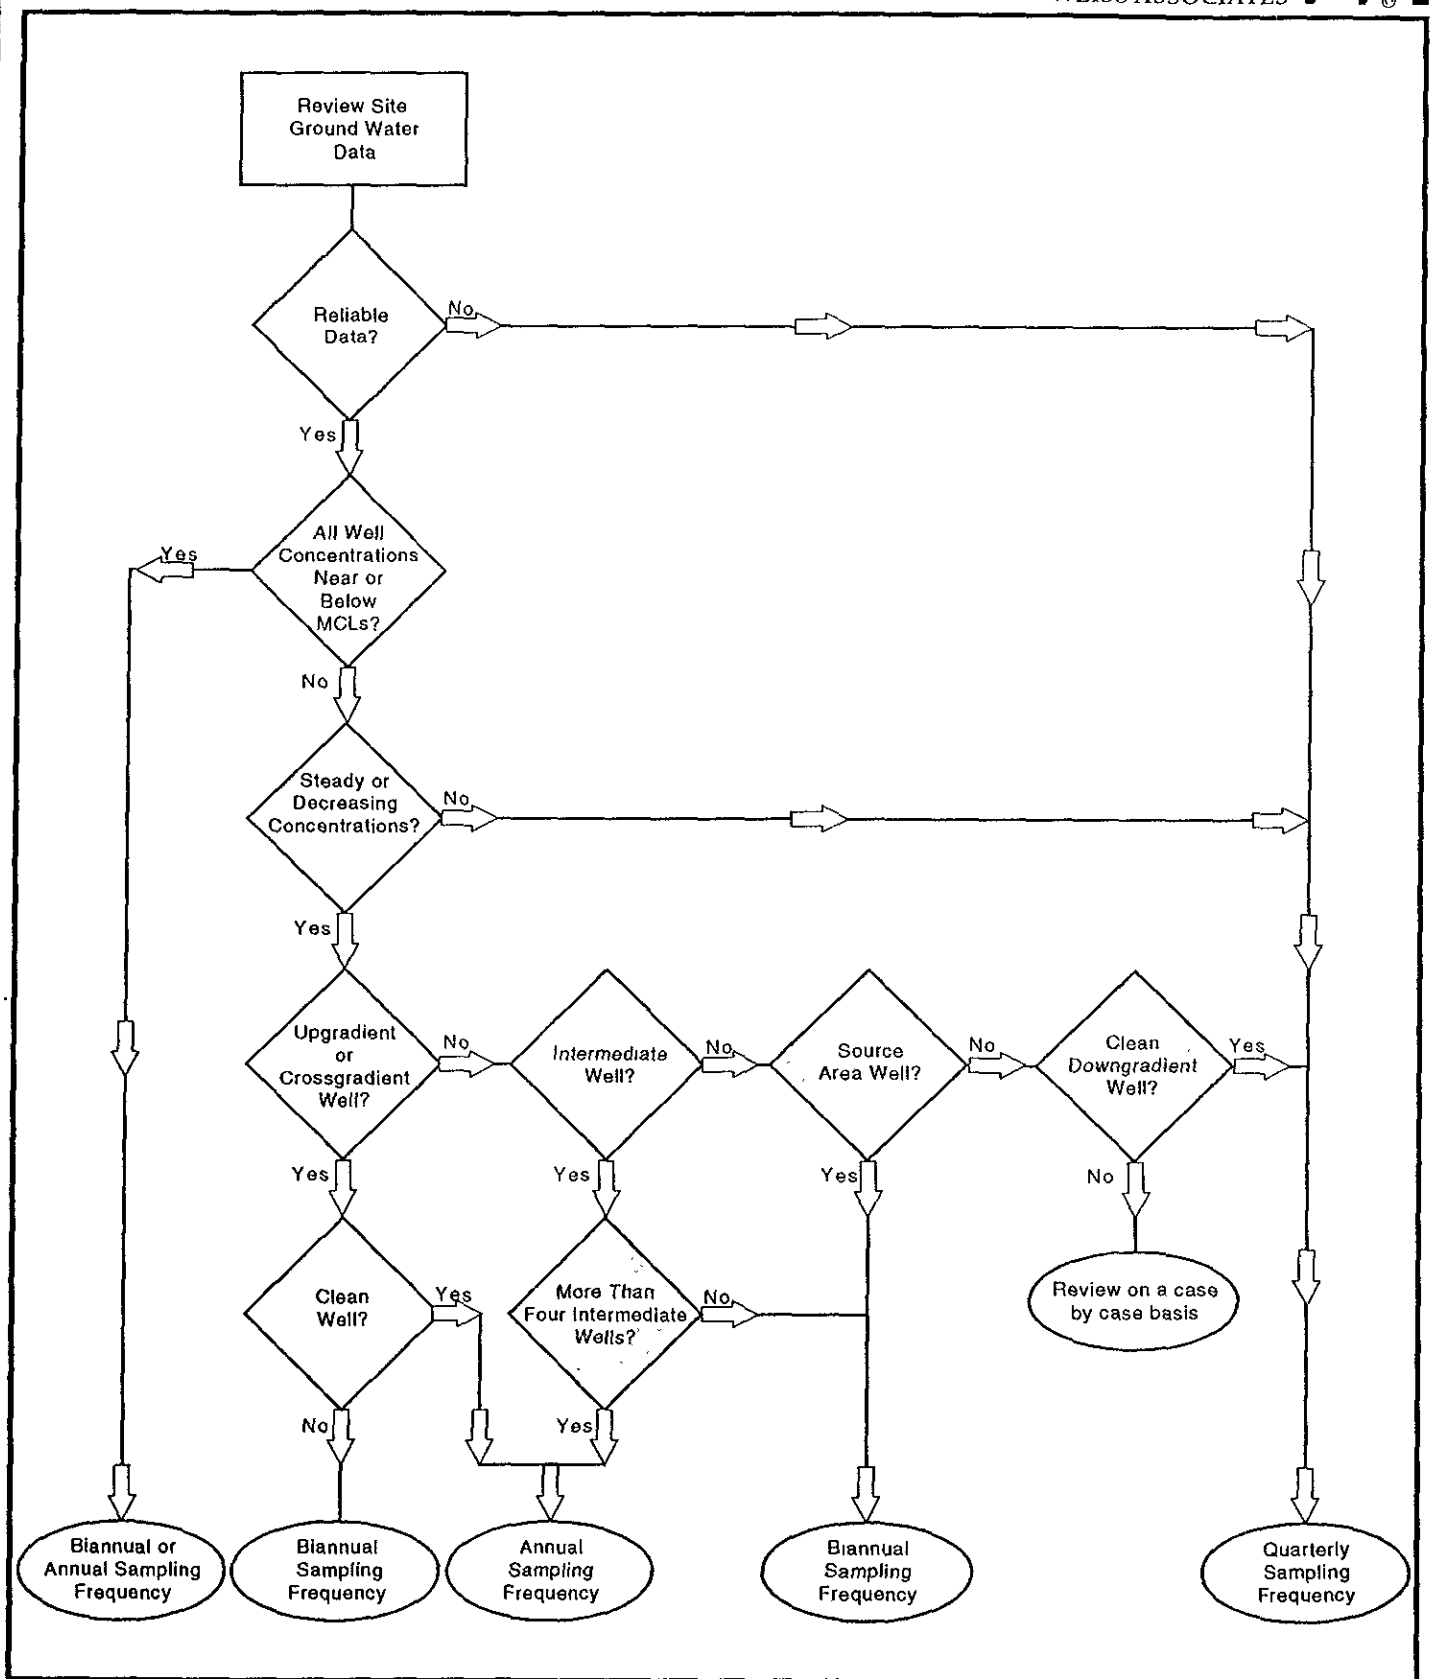 WEISS ASSOCIATES
Review Site
Ground Water
Data
Reliable
Data?
No
Yes
All Well
Concentrations
Near or
Below
MCLs?
Yes
No
Steady or
Decreasing
Concentrations?
No
Yes
Upgradient
or
Crossgradient
Well?
No
Intermediate
Well?
No
Source
Area Well?
No
Clean
Downgradient
Well?
Yes
Yes
Yes
Yes
No
Clean
Well?
Yes
More Than
Four Intermediate
Wells?
No
Review on a case
by case basis
No
Yes
Biannual or
Annual Sampling
Frequency
Biannual
Sampling
Frequency
Annual
Sampling
Frequency
Biannual
Sampling
Frequency
Quarterly
Sampling
Frequency